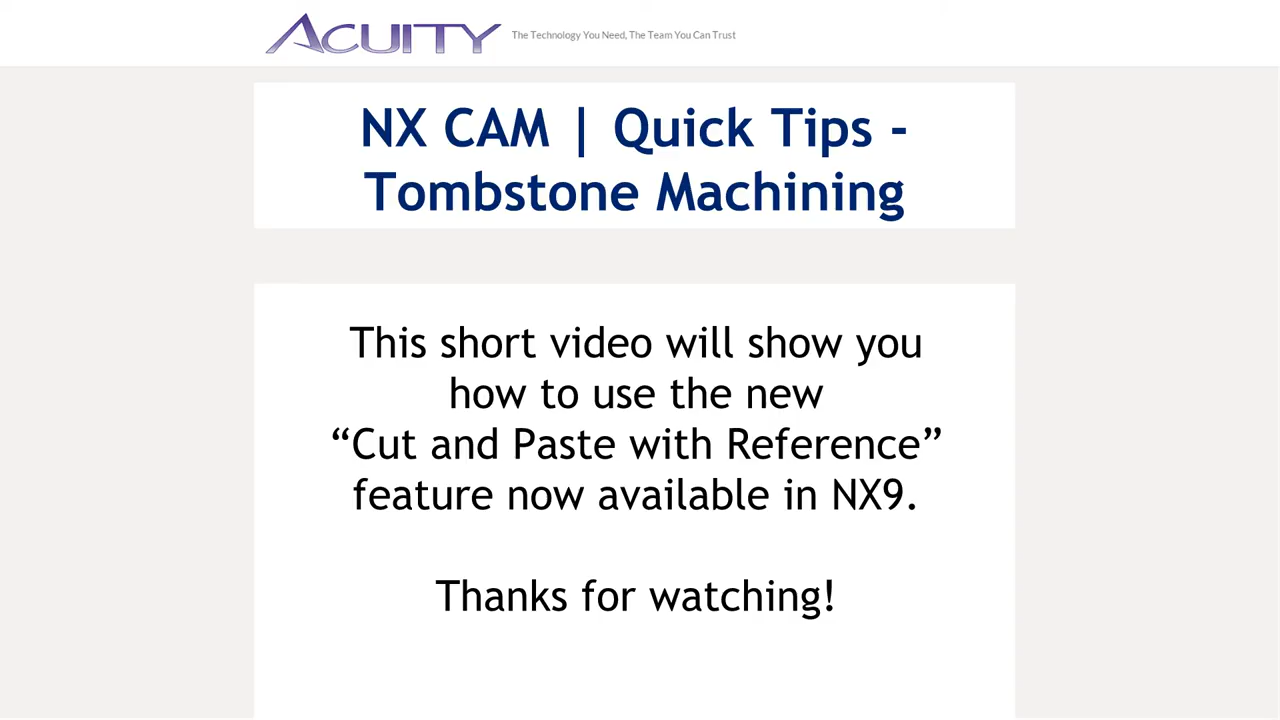 ACUITY The Technology You Need, The Team You Can Trust
NX CAM | Quick Tips -
Tombstone Machining
This short video will show you
how to use the new
“Cut and Paste with Reference”
feature now available in NX9.
Thanks for watching!